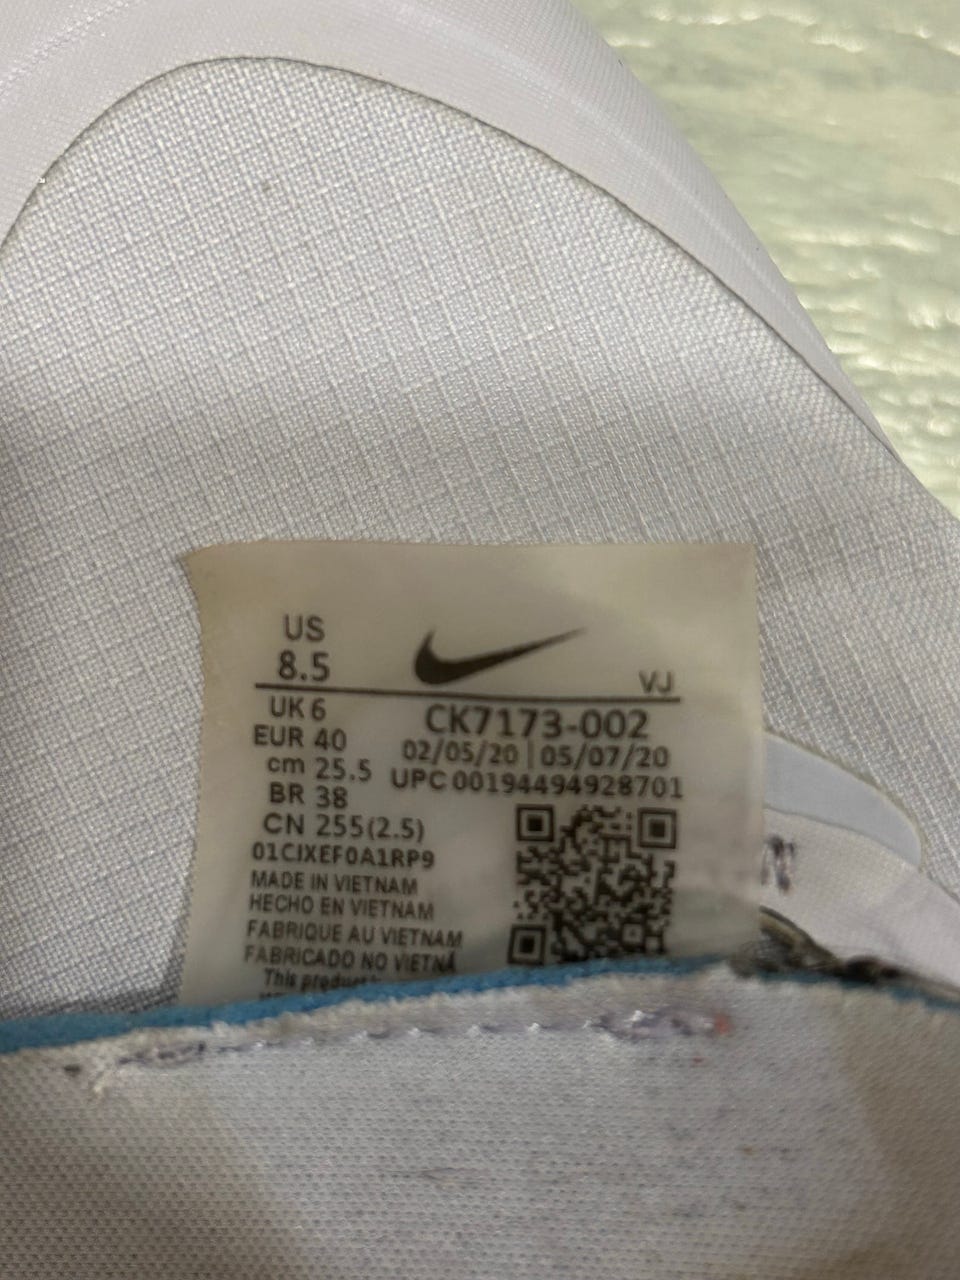 US
8.5
VJ
UK 6
EUR 40
cm 25.5
BR 38
CN 255(2.5)
CK7173-002
02/05/20 | 05/07/20
UPC 00194494928701
01CJXEF0A1RP9
MADE IN VIETNAM
HECHO EN VIETNAM
FABRIQUE AU VIETNAM
FABRICADO NO VIETNÃ
This product